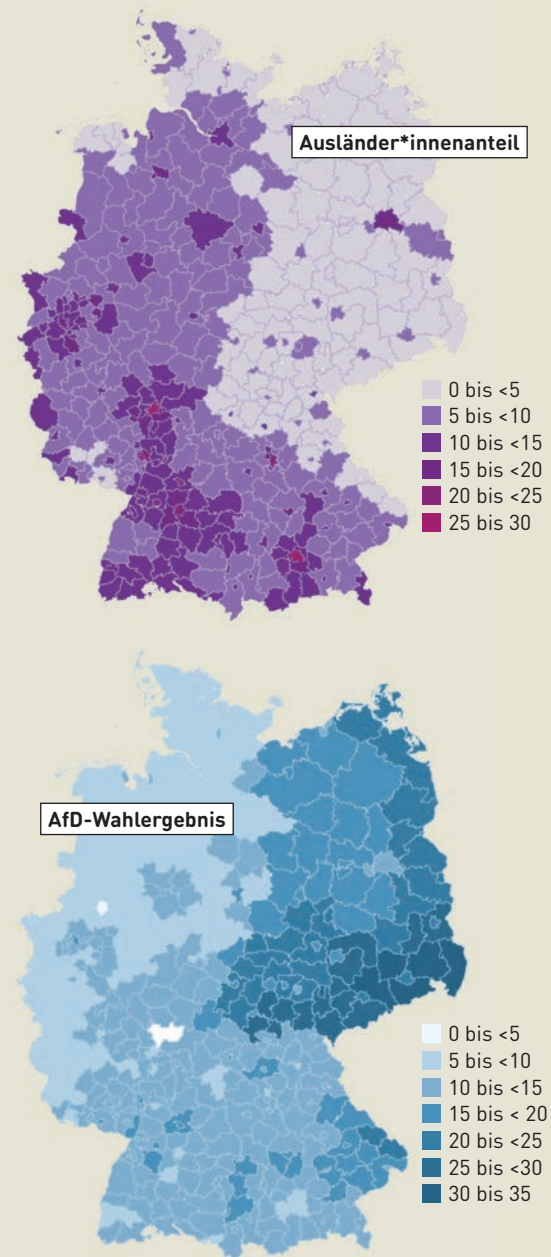 Ausländer*innenanteil
0 bis <5
5 bis <10
10 bis <15
15 bis <20
20 bis <25
25 bis 30
AfD-Wahlergebnis
0 bis <5
5 bis <10
10 bis <15
15 bis < 20
20 bis <25
25 bis <30
30 bis 35